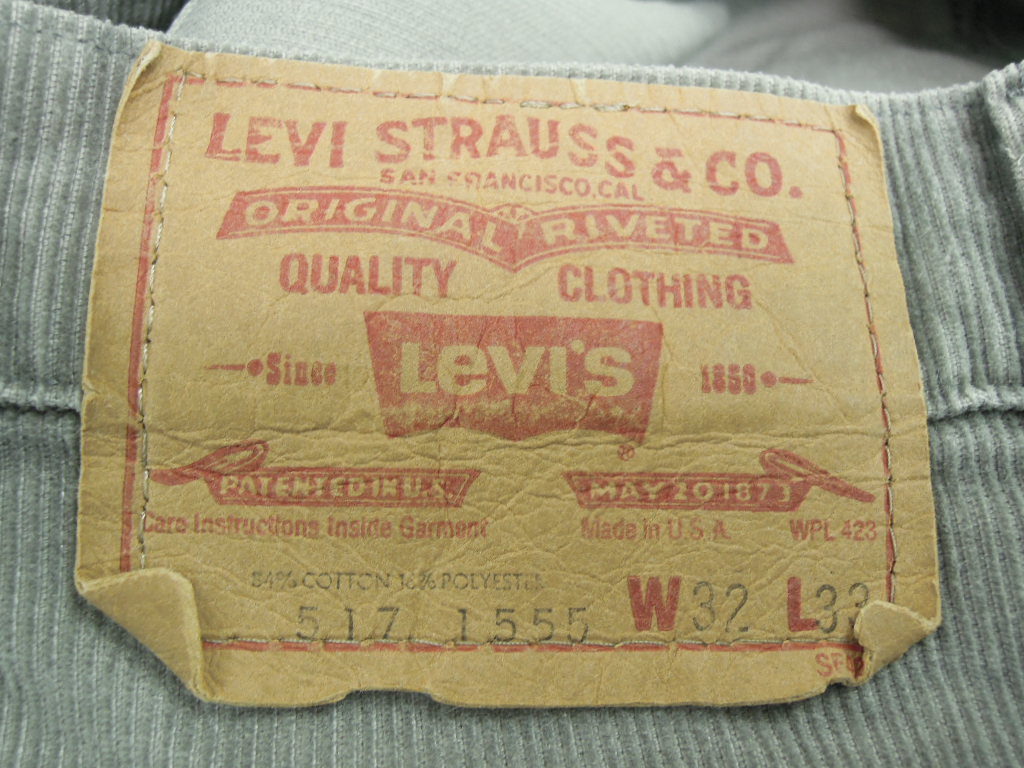 LEVI STRAUSS & CO.
SAN FRANCISCO, CAL
ORIGINAL RIVETED
QUALITY CLOTHING
Levi's
®
Since 1850
PATENTED IN U.S. MAY 20 1873
Care Instructions Inside Garment Made in U.S.A. WPL 423
84% COTTON 16% POLYESTER
517 1555 W32 L33